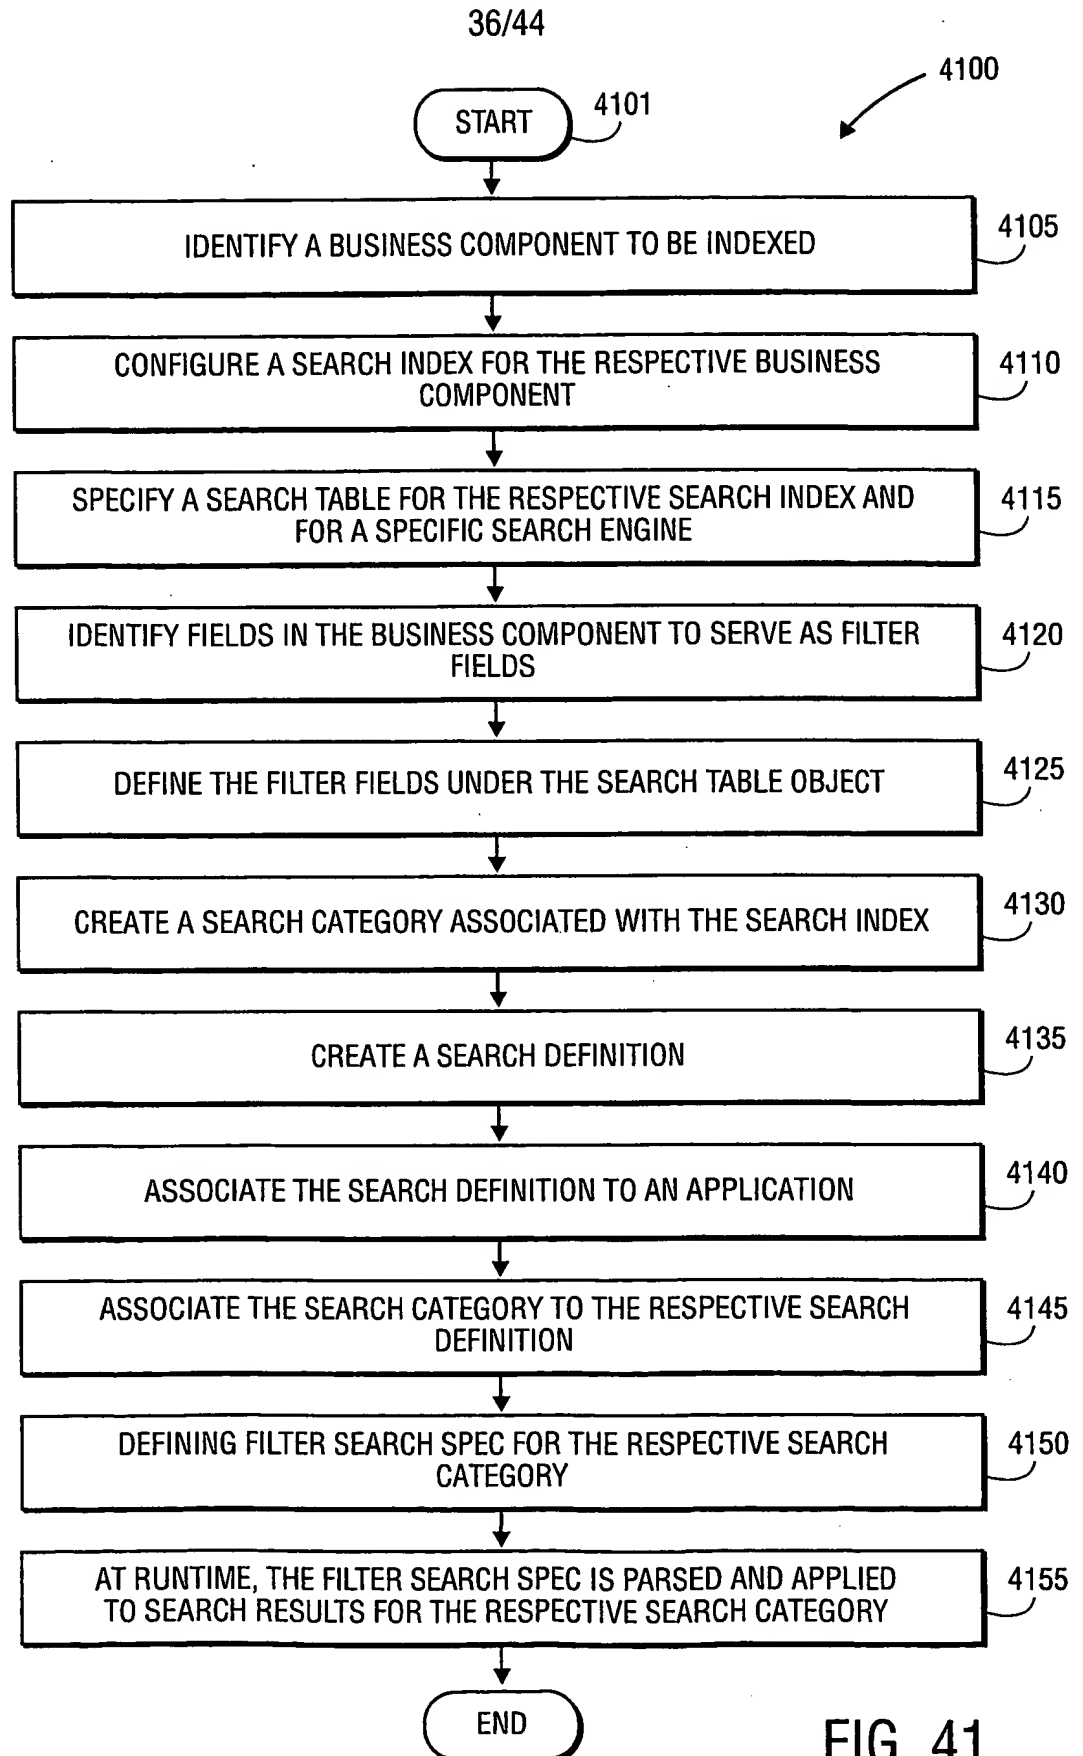 36/44
4100
START
4101
IDENTIFY A BUSINESS COMPONENT TO BE INDEXED
4105
CONFIGURE A SEARCH INDEX FOR THE RESPECTIVE BUSINESS
COMPONENT
4110
SPECIFY A SEARCH TABLE FOR THE RESPECTIVE SEARCH INDEX AND
FOR A SPECIFIC SEARCH ENGINE
4115
IDENTIFY FIELDS IN THE BUSINESS COMPONENT TO SERVE AS FILTER
FIELDS
4120
DEFINE THE FILTER FIELDS UNDER THE SEARCH TABLE OBJECT
4125
CREATE A SEARCH CATEGORY ASSOCIATED WITH THE SEARCH INDEX
4130
CREATE A SEARCH DEFINITION
4135
ASSOCIATE THE SEARCH DEFINITION TO AN APPLICATION
4140
ASSOCIATE THE SEARCH CATEGORY TO THE RESPECTIVE SEARCH
DEFINITION
4145
DEFINING FILTER SEARCH SPEC FOR THE RESPECTIVE SEARCH
CATEGORY
4150
AT RUNTIME, THE FILTER SEARCH SPEC IS PARSED AND APPLIED
TO SEARCH RESULTS FOR THE RESPECTIVE SEARCH CATEGORY
4155
END
FIG. 41